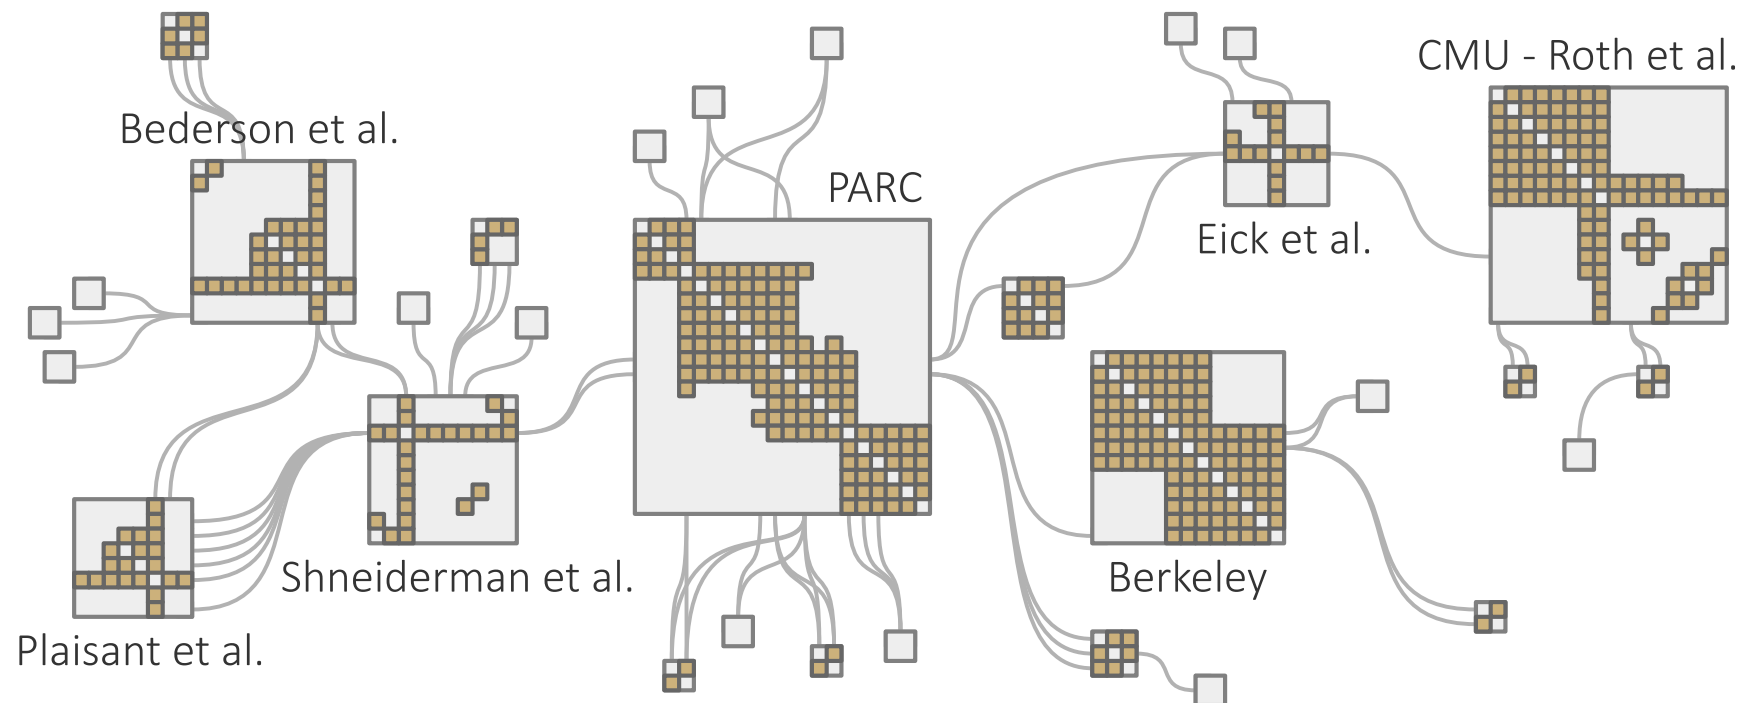 CMU - Roth et al.
Bederson et al.
PARC
Eick et al.
Shneiderman et al.
Berkeley
Plaisant et al.